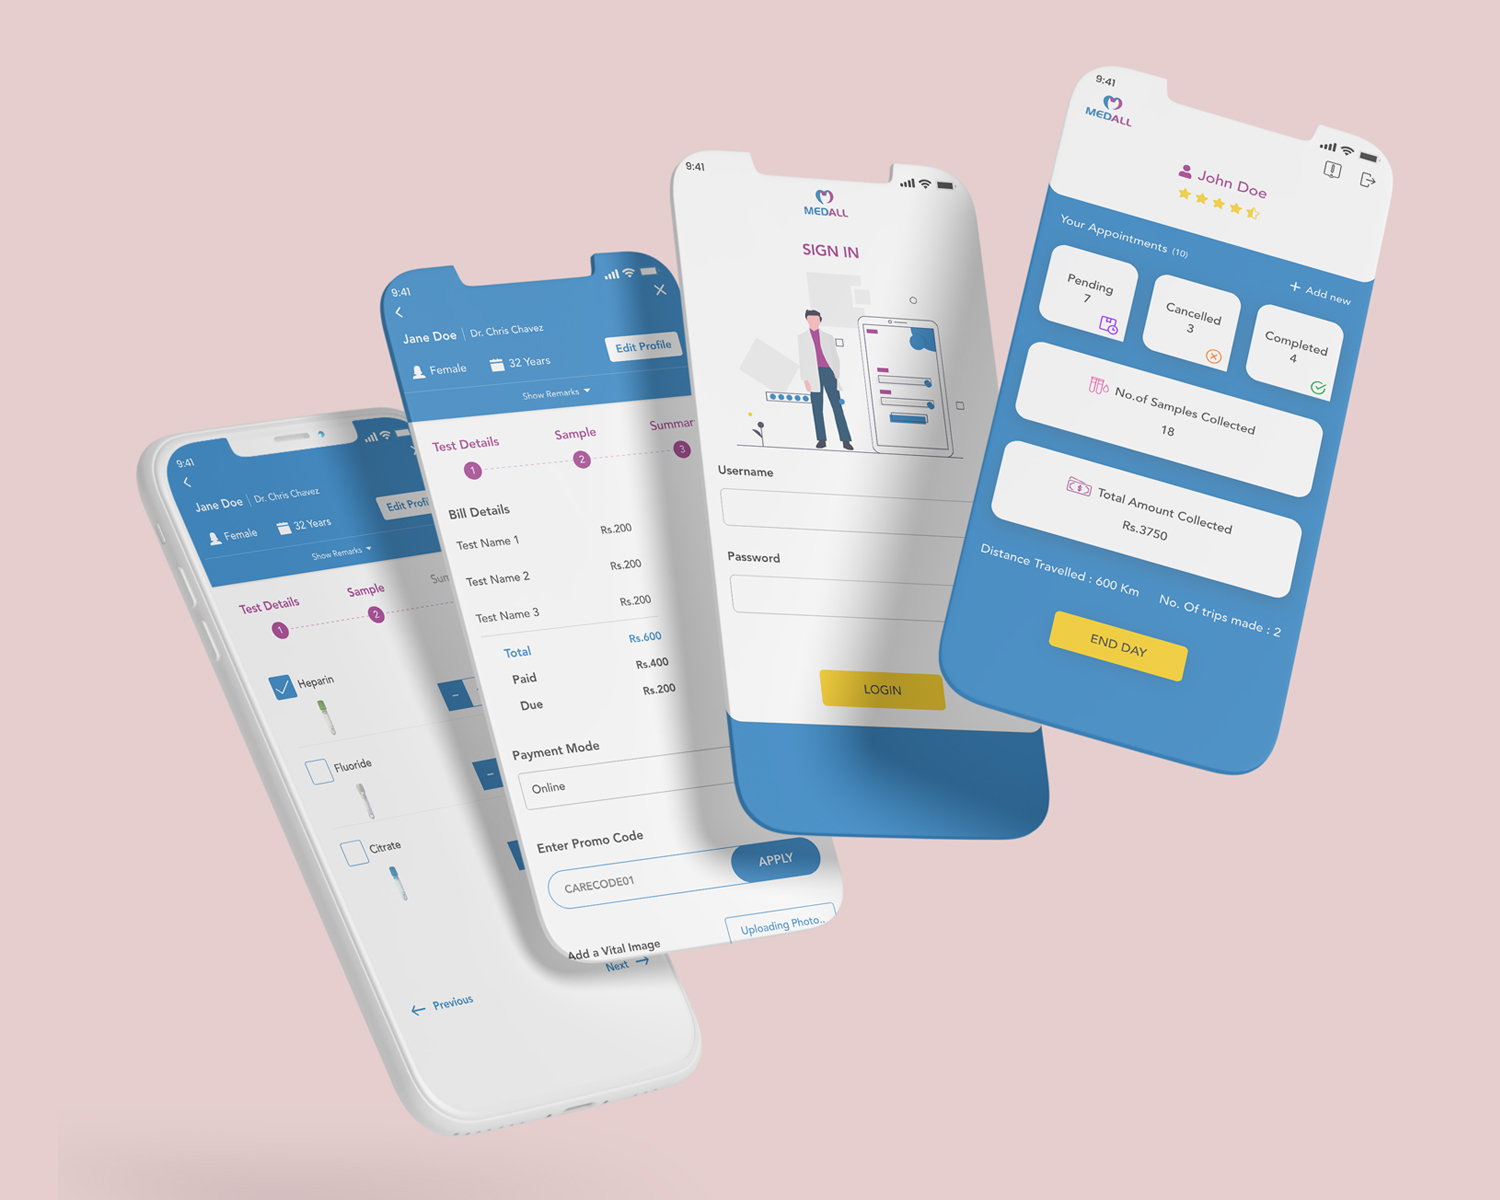 9:41
Jane Doe | Dr. Chris Chavez
Edit Profi
Female
32 Years
Show Remarks
Test Details
Sample
Sum
1
2
Heparin
Fluoride
Citrate
Previous
Next
9:41
Jane Doe | Dr. Chris Chavez
Edit Profile
Female
32 Years
Show Remarks
Test Details
Sample
Summar
1
2
3
Bill Details
Test Name 1 Rs.200
Test Name 2 Rs.200
Test Name 3 Rs.200
Total Rs.600
Paid Rs.400
Due Rs.200
Payment Mode
Online
Enter Promo Code
CARECODE01
APPLY
Add a Vital Image
Uploading Photo..
9:41
MEDALL
SIGN IN
Username
Password
LOGIN
9:41
MEDALL
John Doe
Your Appointments (10)
+ Add new
Pending
7
Cancelled
3
Completed
4
No.of Samples Collected
18
Total Amount Collected
Rs.3750
Distance Travelled : 600 Km
No. Of trips made : 2
END DAY